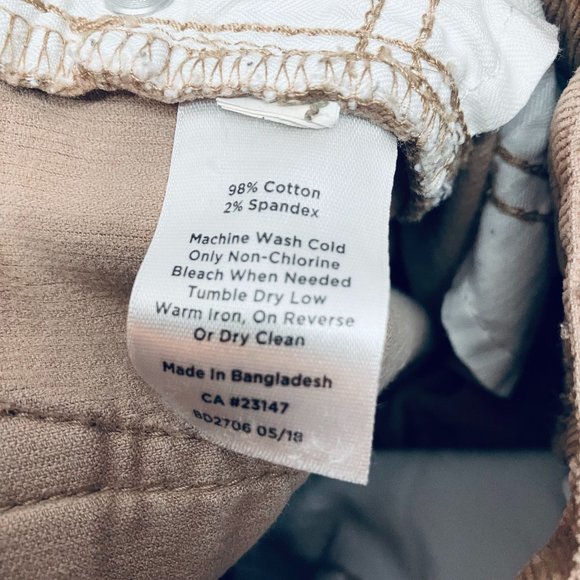 98% Cotton
2% Spandex
Machine Wash Cold
Only Non-Chlorine
Bleach When Needed
Tumble Dry Low
Warm Iron, On Reverse
Or Dry Clean
Made In Bangladesh
CA #23147
BD2706 05/18